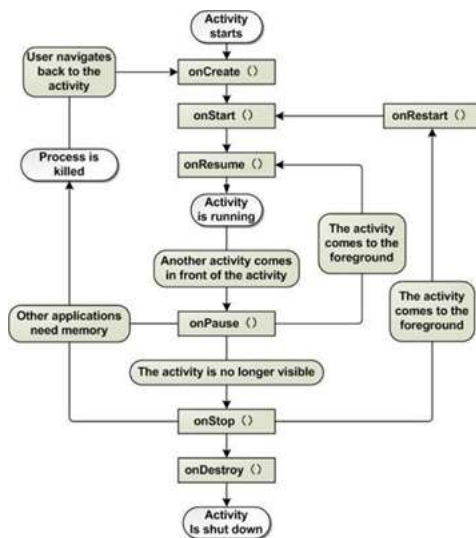 Activity
starts
User navigates
back to the
activity
onCreate ()
onStart ()
onRestart ()
onResume ()
Process is
killed
Activity
is running
The activity
comes to the
foreground
Another activity comes
in front of the activity
The activity
comes to the
foreground
Other applications
need memory
onPause ()
The activity is no longer visible
onStop ()
onDestroy ()
Activity
Is shut down